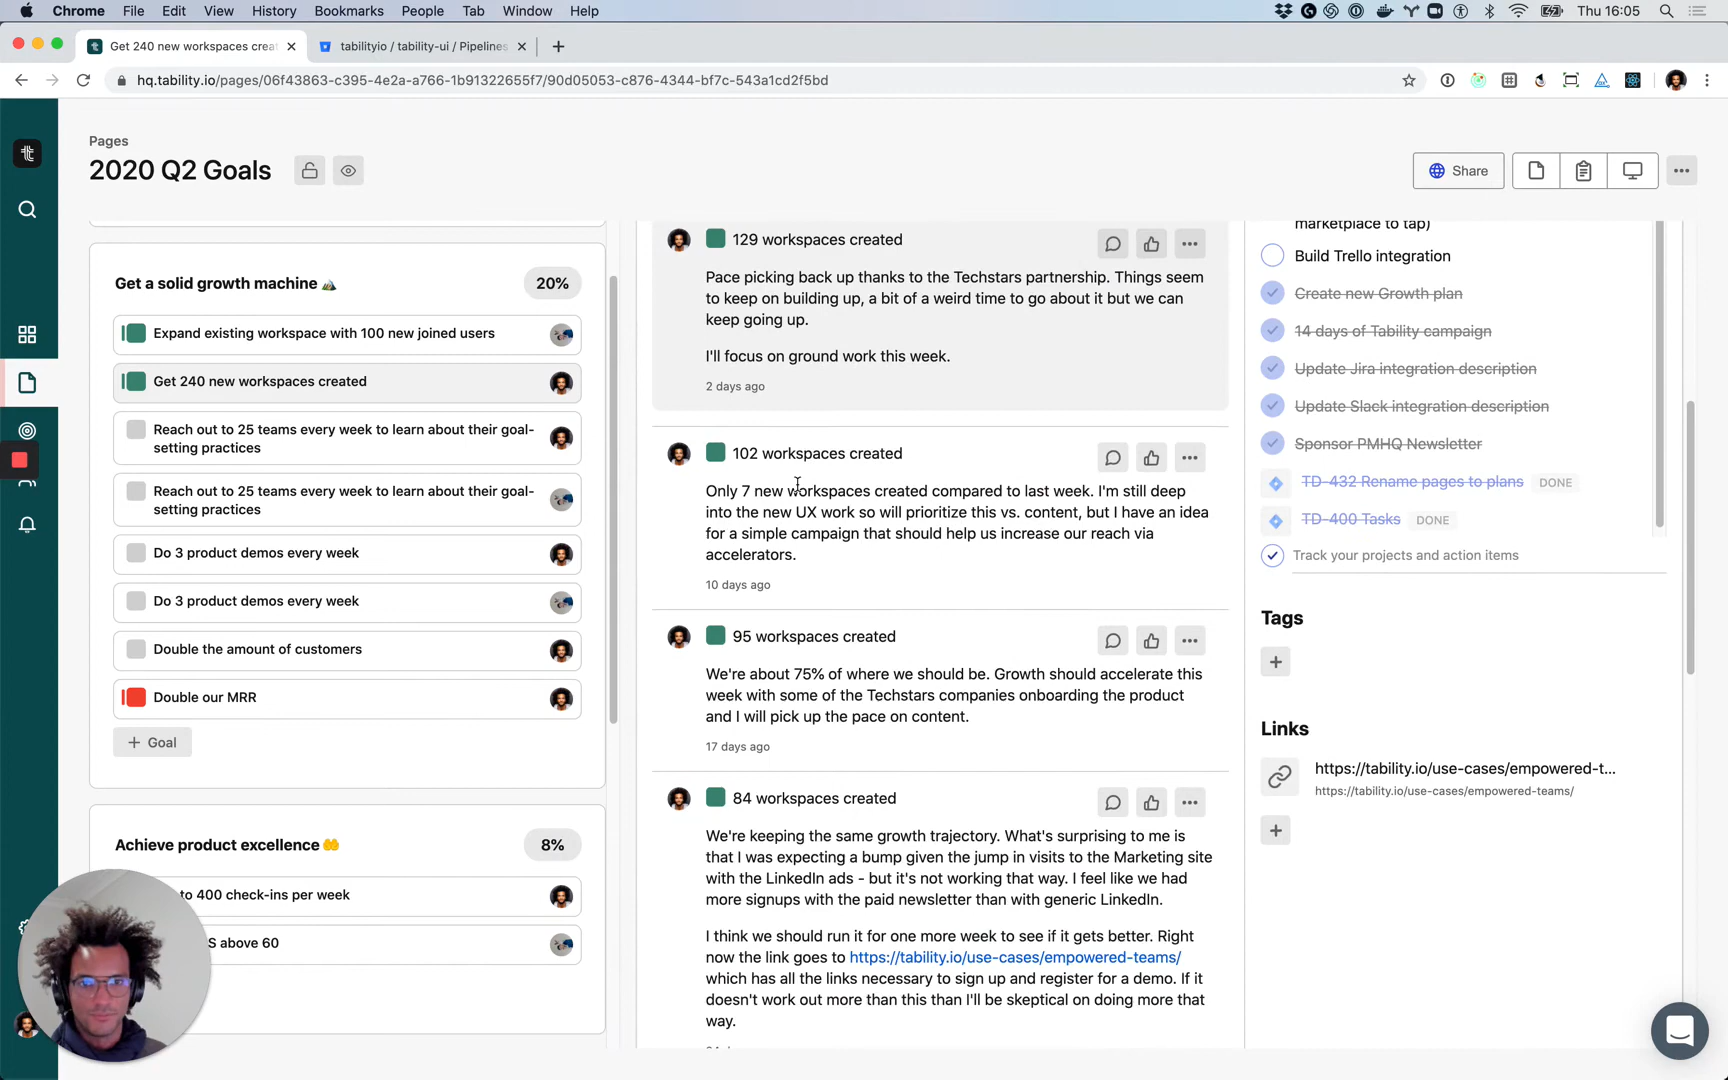 Chrome File Edit View History Bookmarks People Tab Window Help
Thu 16:05
Get 240 new workspaces crea
tabilityio / tability-ui / Pipelines
hq.tability.io/pages/06f43863-c395-4e2a-a766-1b91322655f7/90d05053-c876-4344-bf7c-543a1cd2f5bd
Pages
2020 Q2 Goals
Share
Get a solid growth machine
20%
Expand existing workspace with 100 new joined users
Get 240 new workspaces created
Reach out to 25 teams every week to learn about their goal-
setting practices
Reach out to 25 teams every week to learn about their goal-
setting practices
Do 3 product demos every week
Do 3 product demos every week
Double the amount of customers
Double our MRR
+ Goal
Achieve product excellence
8%
to 400 check-ins per week
S above 60
129 workspaces created
Pace picking back up thanks to the Techstars partnership. Things seem
to keep on building up, a bit of a weird time to go about it but we can
keep going up.
I'll focus on ground work this week.
2 days ago
102 workspaces created
Only 7 new workspaces created compared to last week. I'm still deep
into the new UX work so will prioritize this vs. content, but I have an idea
for a simple campaign that should help us increase our reach via
accelerators.
10 days ago
95 workspaces created
We're about 75% of where we should be. Growth should accelerate this
week with some of the Techstars companies onboarding the product
and I will pick up the pace on content.
17 days ago
84 workspaces created
We're keeping the same growth trajectory. What's surprising to me is
that I was expecting a bump given the jump in visits to the Marketing site
with the LinkedIn ads - but it's not working that way. I feel like we had
more signups with the paid newsletter than with generic LinkedIn.
I think we should run it for one more week to see if it gets better. Right
now the link goes to https://tability.io/use-cases/empowered-teams/
which has all the links necessary to sign up and register for a demo. If it
doesn't work out more than this than I'll be skeptical on doing more that
way.
marketplace to tap)
Build Trello integration
Create new Growth plan
14 days of Tability campaign
Update Jira integration description
Update Slack integration description
Sponsor PMHQ Newsletter
TD-432 Rename pages to plans DONE
TD-400 Tasks DONE
Track your projects and action items
Tags
Links
https://tability.io/use-cases/empowered-t...
https://tability.io/use-cases/empowered-teams/